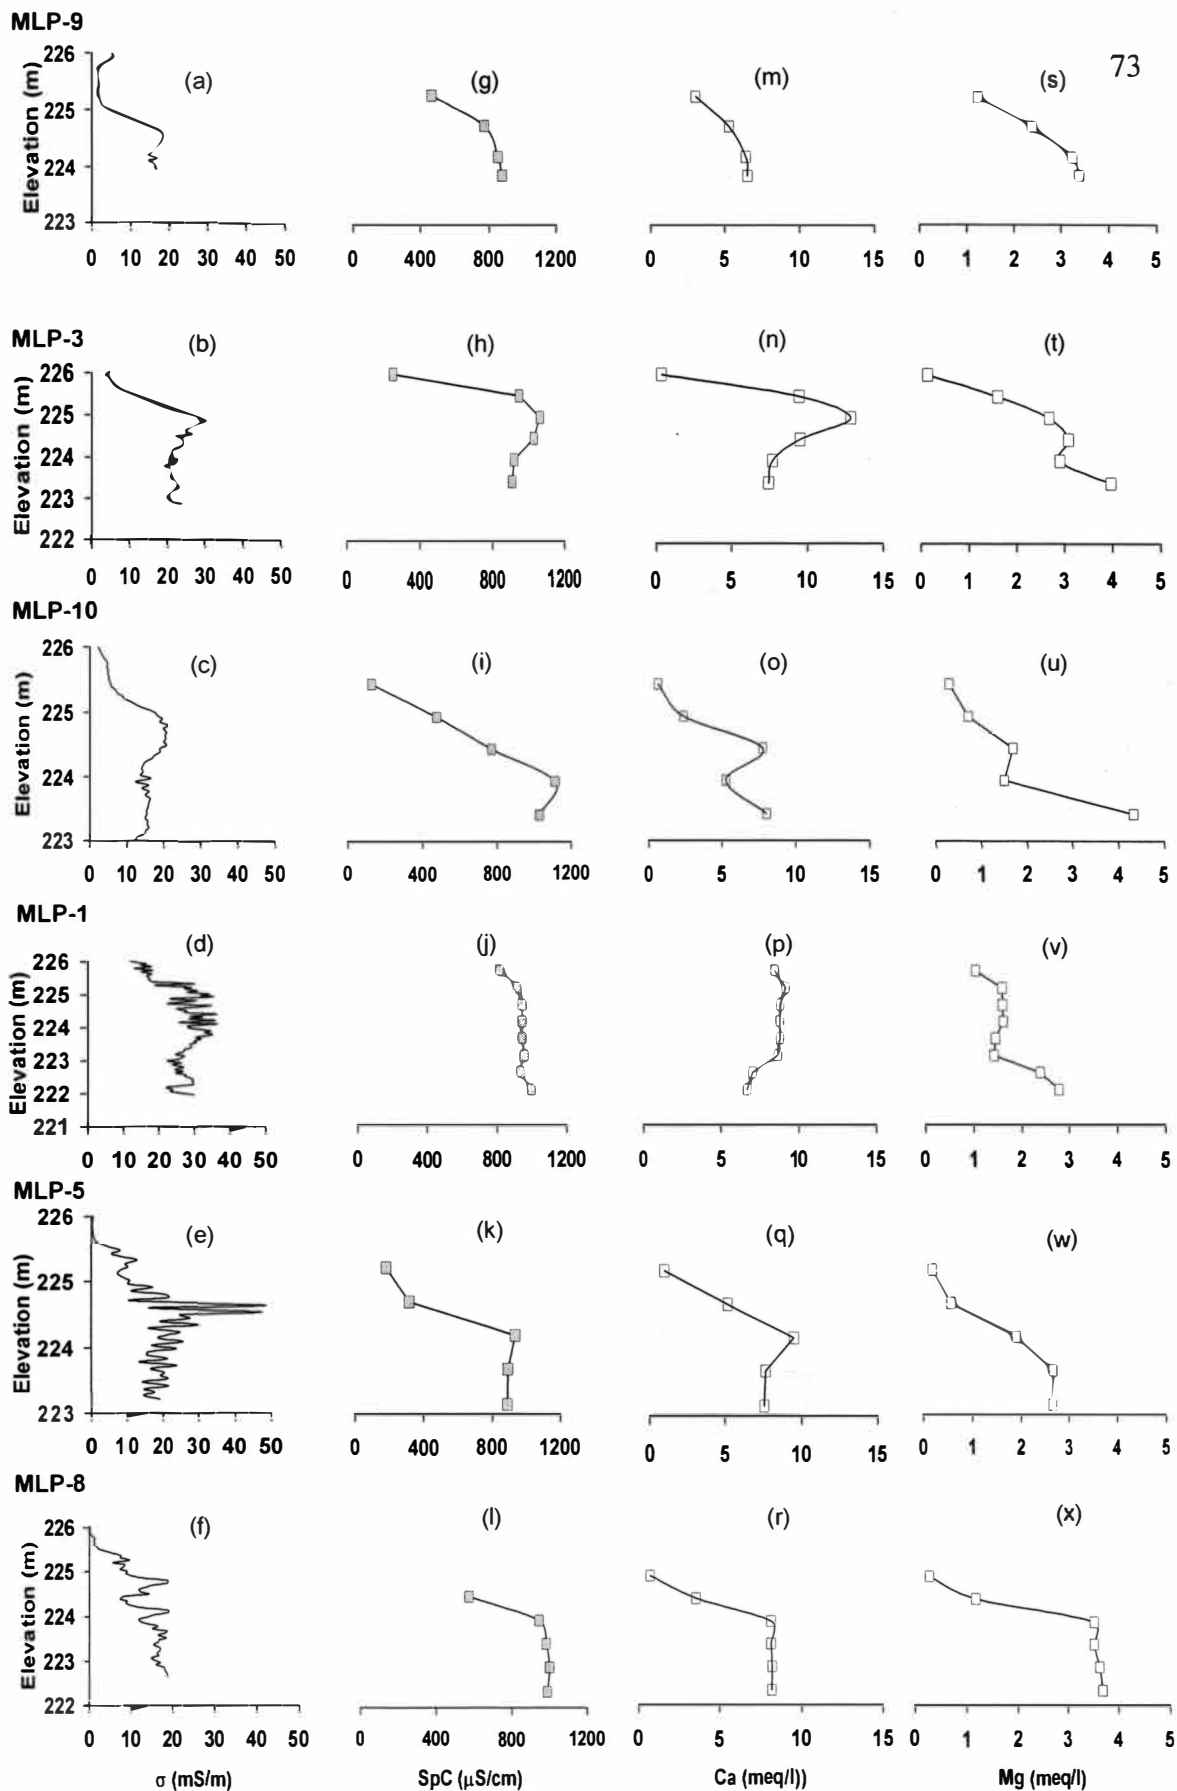 MLP-9
73
(a) (g) (m) (s)
Elevation (m)
226
225
224
223
0 10 20 30 40 50 0 400 800 1200 0 5 10 15 0 1 2 3 4 5
MLP-3
(b) (h) (n) (t)
Elevation (m)
226
225
224
223
222
0 10 20 30 40 50 0 400 800 1200 0 5 10 15 0 1 2 3 4 5
MLP-10
(c) (i) (o) (u)
Elevation (m)
226
225
224
223
0 10 20 30 40 50 0 400 800 1200 0 5 10 15 0 1 2 3 4 5
MLP-1
(d) (j) (p) (v)
Elevation (m)
226
225
224
223
222
221
0 10 20 30 40 50 0 400 800 1200 0 5 10 15 0 1 2 3 4 5
MLP-5
(e) (k) (q) (w)
Elevation (m)
226
225
224
223
0 10 20 30 40 50 0 400 800 1200 0 5 10 15 0 1 2 3 4 5
MLP-8
(f) (l) (r) (x)
Elevation (m)
226
225
224
223
222
0 10 20 30 40 50 0 400 800 1200 0 5 10 15 0 1 2 3 4 5
σ (mS/m) SpC (μS/cm) Ca (meq/l)) Mg (meq/l)